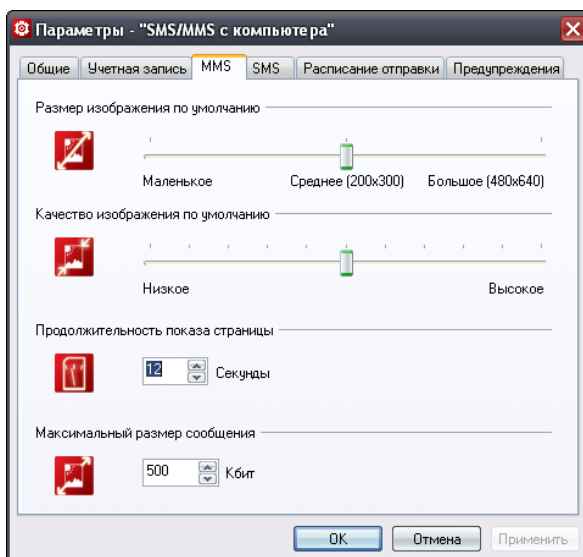 Параметры - "SMS/MMS с компьютера"
Общие Учетная запись MMS SMS Расписание отправки Предупреждения
Размер изображения по умолчанию
Маленькое Среднее (200x300) Большое (480x640)
Качество изображения по умолчанию
Низкое Высокое
Продолжительность показа страницы
12 Секунды
Максимальный размер сообщения
500 Кбит
OK Отмена Применить